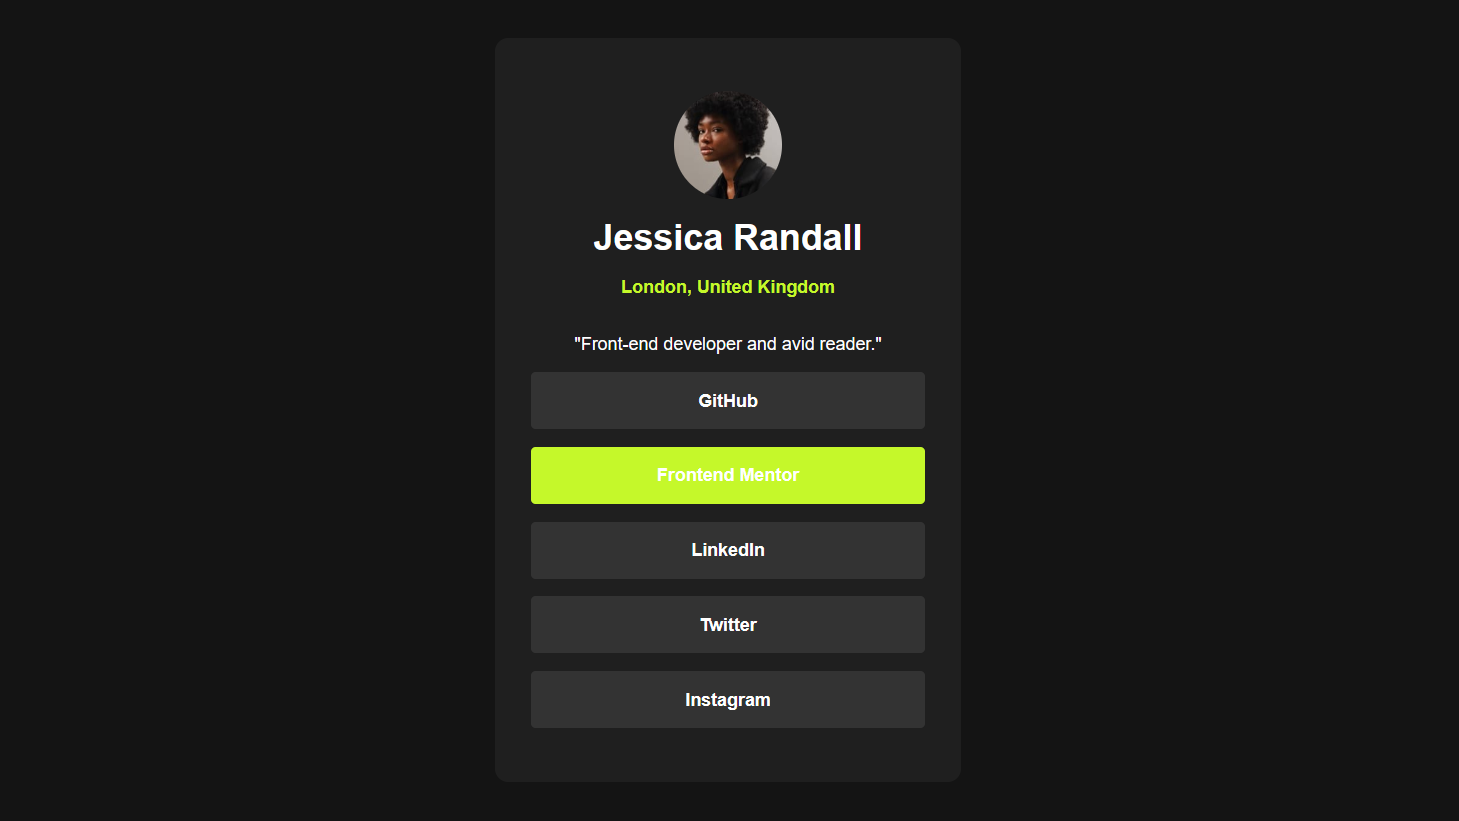 Jessica Randall
London, United Kingdom
"Front-end developer and avid reader."
GitHub
Frontend Mentor
LinkedIn
Twitter
Instagram